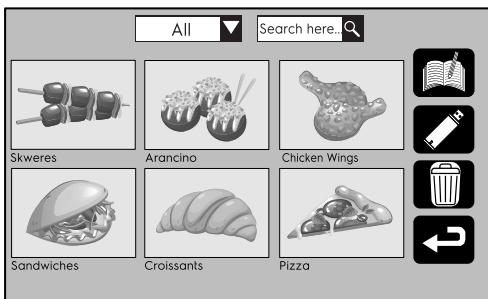 All
Search here...
Skweres
Arancino
Chicken Wings
Sandwiches
Croissants
Pizza